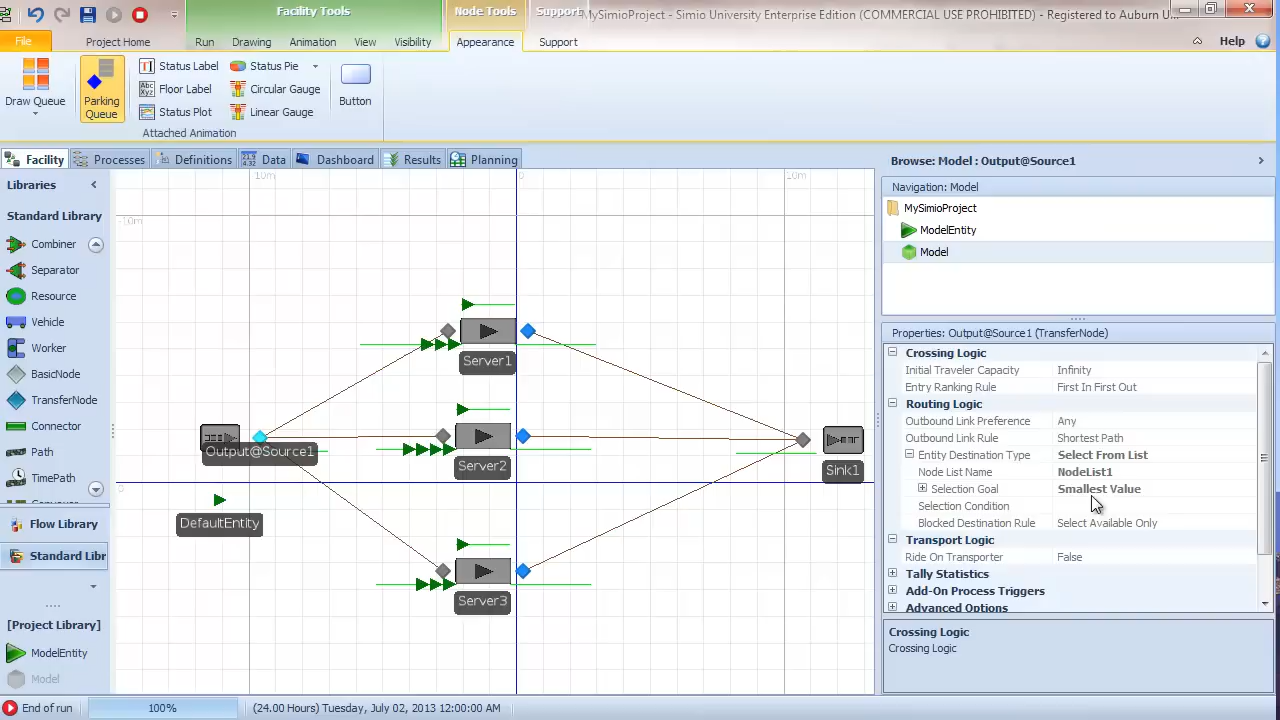 Facility Tools
Node Tools
Support
MySimioProject - Simio University Enterprise Edition (COMMERCIAL USE PROHIBITED) - Registered to Auburn U...
File
Project Home
Run
Drawing
Animation
View
Visibility
Appearance
Support
Help
Draw Queue
Parking Queue
Status Label
Floor Label
Status Plot
Status Pie
Circular Gauge
Linear Gauge
Button
Attached Animation
Facility
Processes
Definitions
Data
Dashboard
Results
Planning
Libraries
Standard Library
Combiner
Separator
Resource
Vehicle
Worker
BasicNode
TransferNode
Connector
Path
TimePath
Flow Library
Standard Libr
[Project Library]
ModelEntity
Model
10m
0
10m
-10m
0
Server1
Server2
Server3
Output@Source1
DefaultEntity
Sink1
Browse: Model : Output@Source1
Navigation: Model
MySimioProject
ModelEntity
Model
Properties: Output@Source1 (TransferNode)
Crossing Logic
Initial Traveler Capacity Infinity
Entry Ranking Rule First In First Out
Routing Logic
Outbound Link Preference Any
Outbound Link Rule Shortest Path
Entity Destination Type Select From List
Node List Name NodeList1
Selection Goal Smallest Value
Selection Condition
Blocked Destination Rule Select Available Only
Transport Logic
Ride On Transporter False
Tally Statistics
Add-On Process Triggers
Advanced Options
Crossing Logic
Crossing Logic
End of run
100%
(24.00 Hours) Tuesday, July 02, 2013 12:00:00 AM